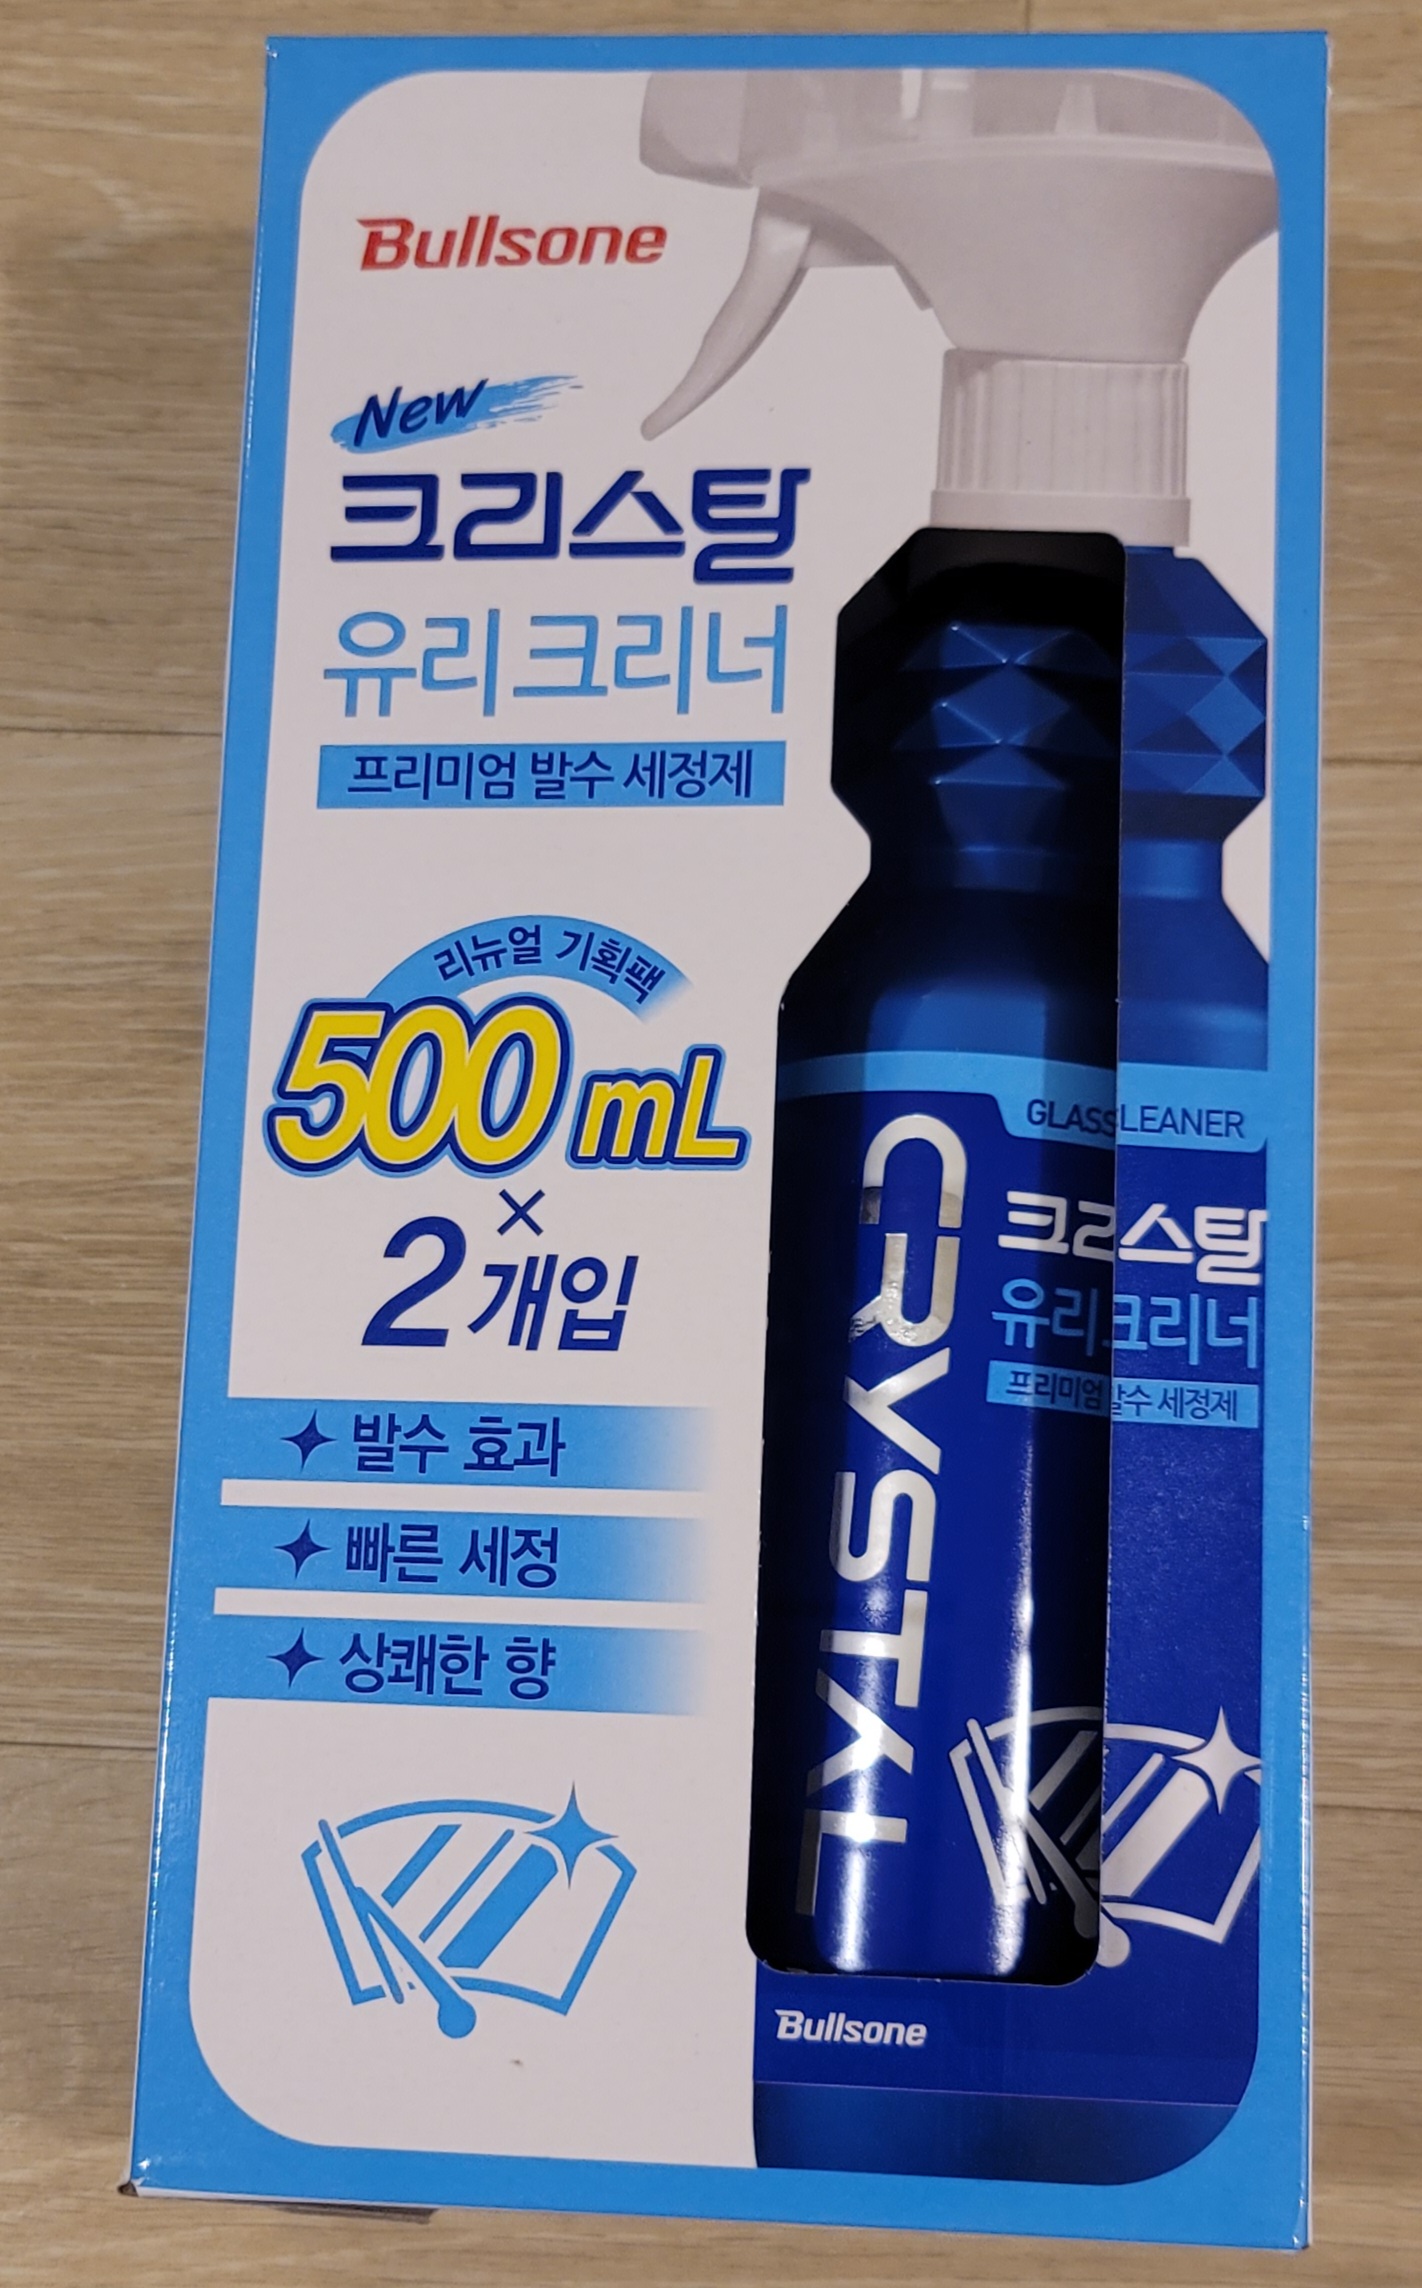 Bullsone
New
크리스탈
유리 크리너
프리미엄 발수 세정제
리뉴얼 기획팩
500 mL
×
2개입
발수 효과
빠른 세정
상쾌한 향
GLASS CLEANER
CRYSTAL
크리스탈
유리 크리너
프리미엄 발수 세정제
Bullsone